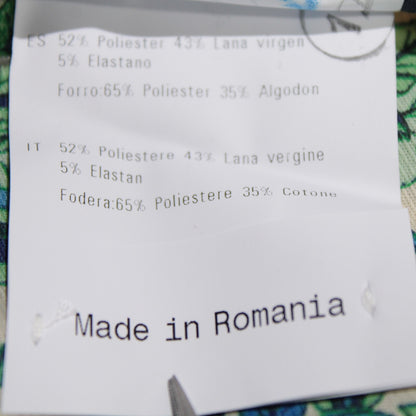 ES 52% Poliester 43% Lana virgen
5% Elastano
Forro:65% Poliester 35% Algodon
IT 52% Poliestere 43% Lana vergine
5% Elastan
Fodera:65% Poliestere 35% Cotone
Made in Romania